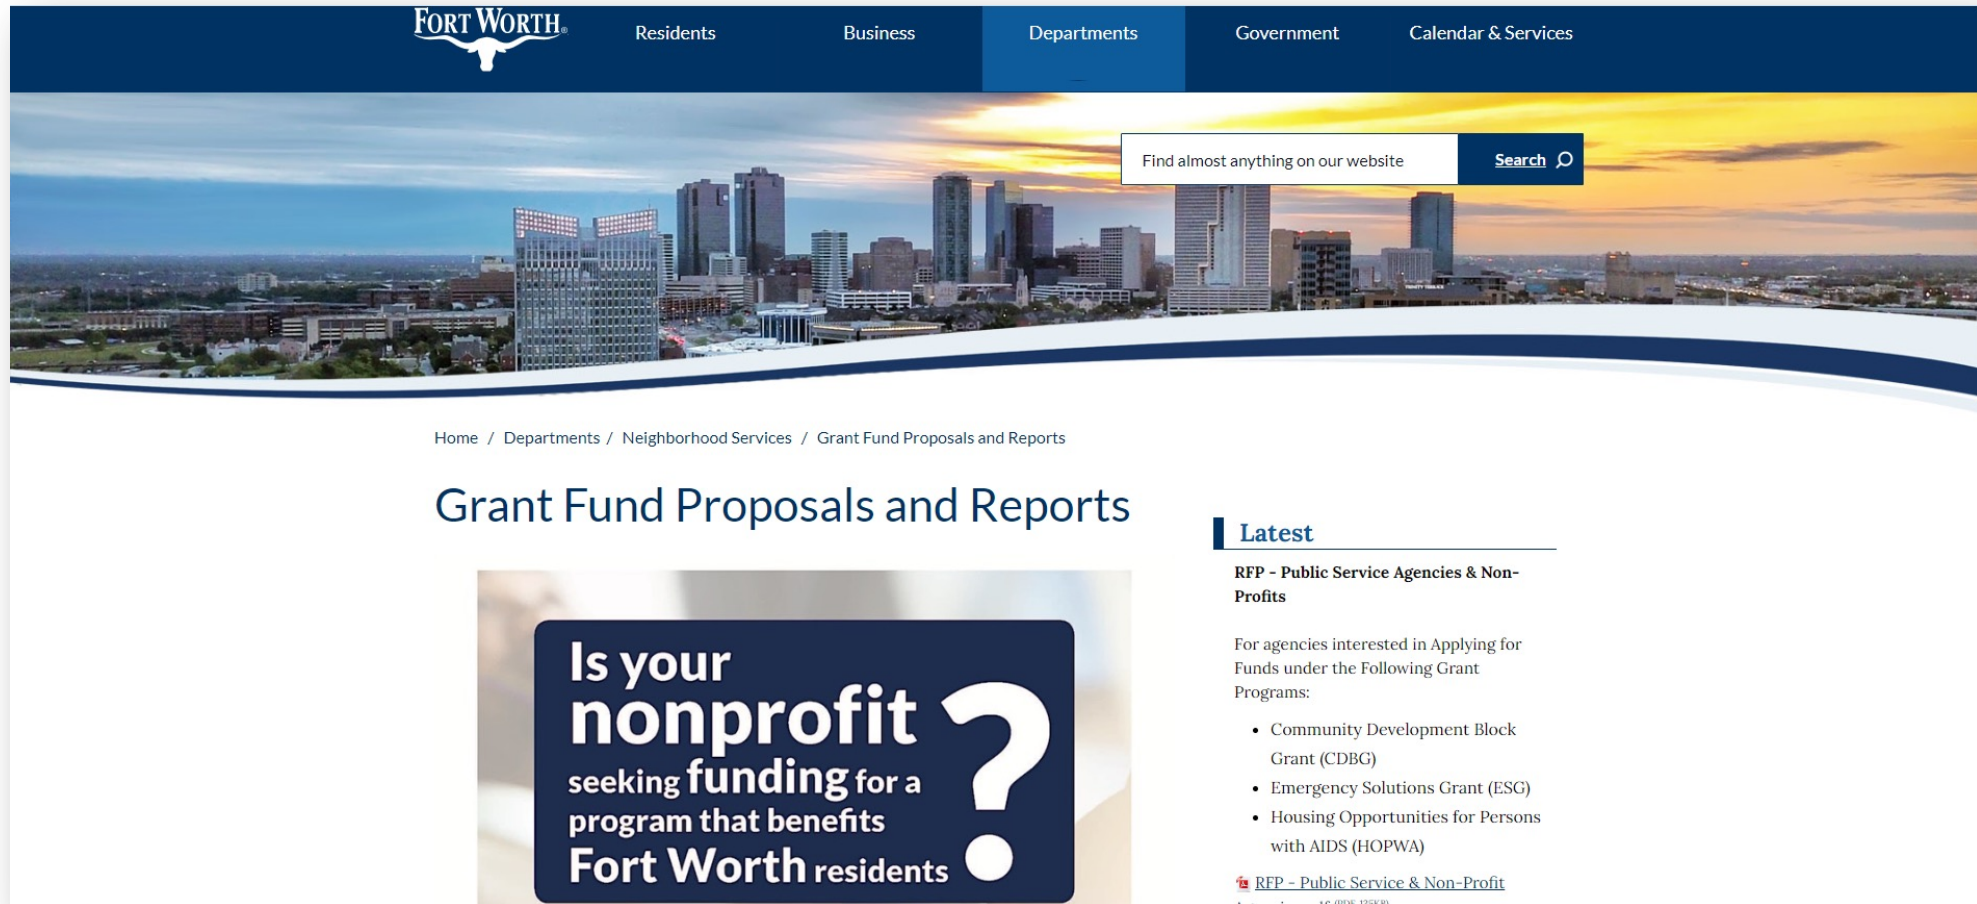 FORT WORTH®
Residents
Business
Departments
Government
Calendar & Services
Find almost anything on our website
Search
Home / Departments / Neighborhood Services / Grant Fund Proposals and Reports
Grant Fund Proposals and Reports
Is your
nonprofit
seeking funding for a
program that benefits
Fort Worth residents
?
Latest
RFP - Public Service Agencies & Non-
Profits
For agencies interested in Applying for
Funds under the Following Grant
Programs:
• Community Development Block
Grant (CDBG)
• Emergency Solutions Grant (ESG)
• Housing Opportunities for Persons
with AIDS (HOPWA)
RFP - Public Service & Non-Profit